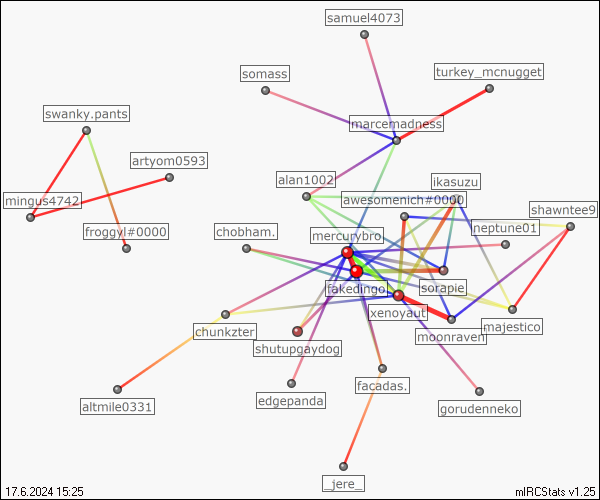 samuel4073
somass
turkey_mcnugget
swanky.pants
marcemadness
artyom0593
alan1002
ikasuzu
mingus4742
awesomenich#0000
shawntee9
froggyl#0000
chobham.
mercurybro
neptune01
fakedingo
sorapie
xenoyaut
chunkzter
moonraven
majestico
shutupgaydog
facadas.
edgepanda
altmile0331
gorudenneko
_jere_
17.6.2024 15:25
mIRCStats v1.25